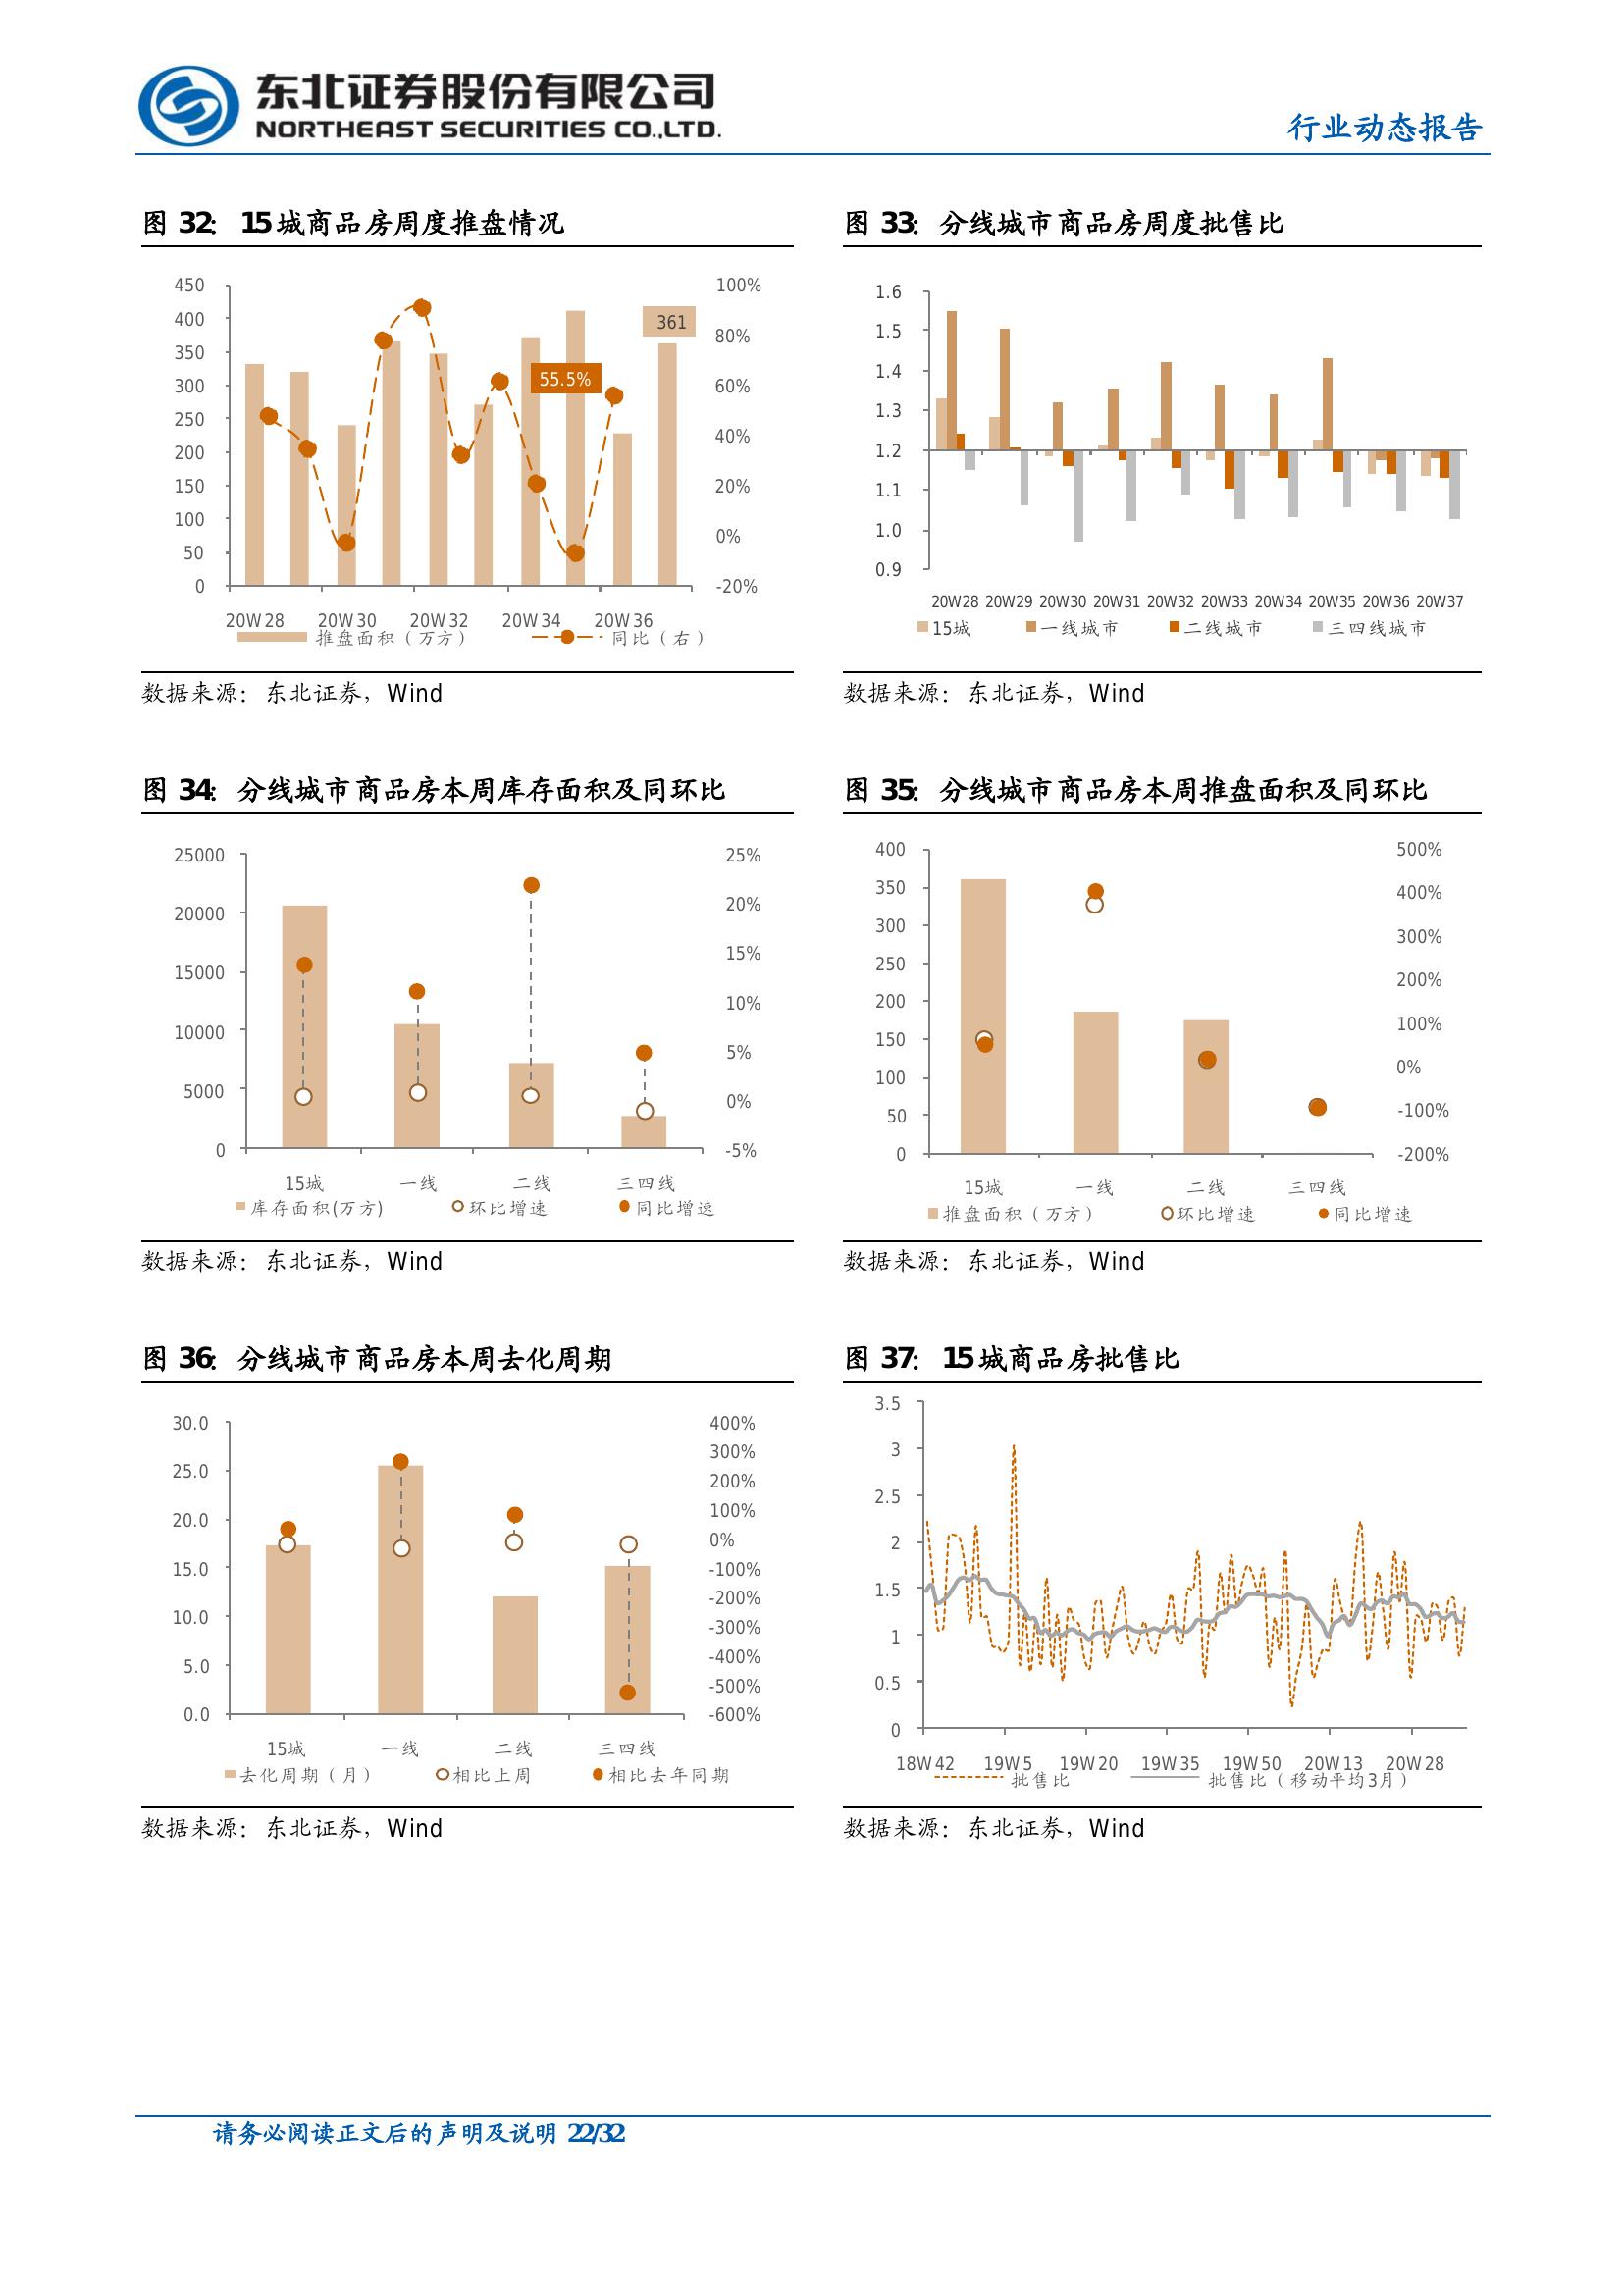 东北证券股份有限公司
NORTHEAST SECURITIES CO.,LTD.
行业动态报告
图 32： 15 城商品房周度推盘情况
450
400
350
300
250
200
150
100
50
0
100%
80%
60%
40%
20%
0%
-20%
361
55.5%
20W28 20W30 20W32 20W34 20W36
推盘面积（万方） 同比（右）
数据来源：东北证券，Wind
图 33： 分线城市商品房周度批售比
1.6
1.5
1.4
1.3
1.2
1.1
1.0
0.9
20W28 20W29 20W30 20W31 20W32 20W33 20W34 20W35 20W36 20W37
15城 一线城市 二线城市 三四线城市
数据来源：东北证券，Wind
图 34： 分线城市商品房本周库存面积及同环比
25000
20000
15000
10000
5000
0
25%
20%
15%
10%
5%
0%
-5%
15城 一线 二线 三四线
库存面积(万方) 环比增速 同比增速
数据来源：东北证券，Wind
图 35： 分线城市商品房本周推盘面积及同环比
400
350
300
250
200
150
100
50
0
500%
400%
300%
200%
100%
0%
-100%
-200%
15城 一线 二线 三四线
推盘面积（万方） 环比增速 同比增速
数据来源：东北证券，Wind
图 36： 分线城市商品房本周去化周期
30.0
25.0
20.0
15.0
10.0
5.0
0.0
400%
300%
200%
100%
0%
-100%
-200%
-300%
-400%
-500%
-600%
15城 一线 二线 三四线
去化周期（月） 相比上周 相比去年同期
数据来源：东北证券，Wind
图 37： 15 城商品房批售比
3.5
3
2.5
2
1.5
1
0.5
0
18W42 19W5 19W20 19W35 19W50 20W13 20W28
批售比 批售比（移动平均3月）
数据来源：东北证券，Wind
请务必阅读正文后的声明及说明 22/32